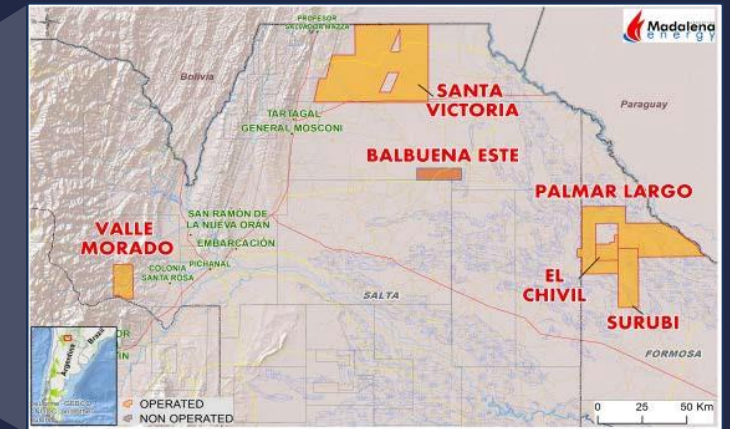 PROFESOR
SALVADOR MAZZA
Madalena
energy
Bolivia
SANTA
VICTORIA
Paraguay
TARTAGAL
GENERAL MOSCONI
BALBUENA ESTE
PALMAR LARGO
SAN RAMÓN DE
LA NUEVA ORÁN
VALLE
MORADO
EMBARCACIÓN
PICHANAL
COLONIA
SANTA ROSA
EL
CHIVIL
SALTA
SURUBI
FORMOSA
Brazil
Argentina
OPERATED
NON OPERATED
0 25 50 Km